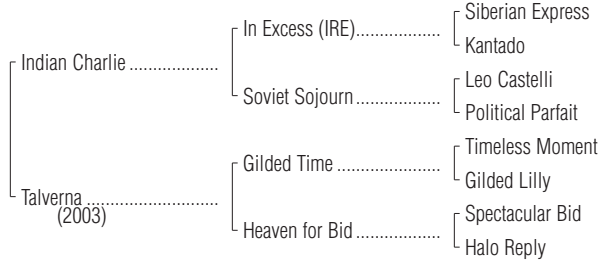 Siberian Express
In Excess (IRE)...................
Kantado
Indian Charlie ....................
Leo Castelli
Soviet Sojourn ...................
Political Parfait
Timeless Moment
Gilded Time .......................
Gilded Lilly
Talverna ..............................
(2003)
Spectacular Bid
Heaven for Bid...................
Halo Reply